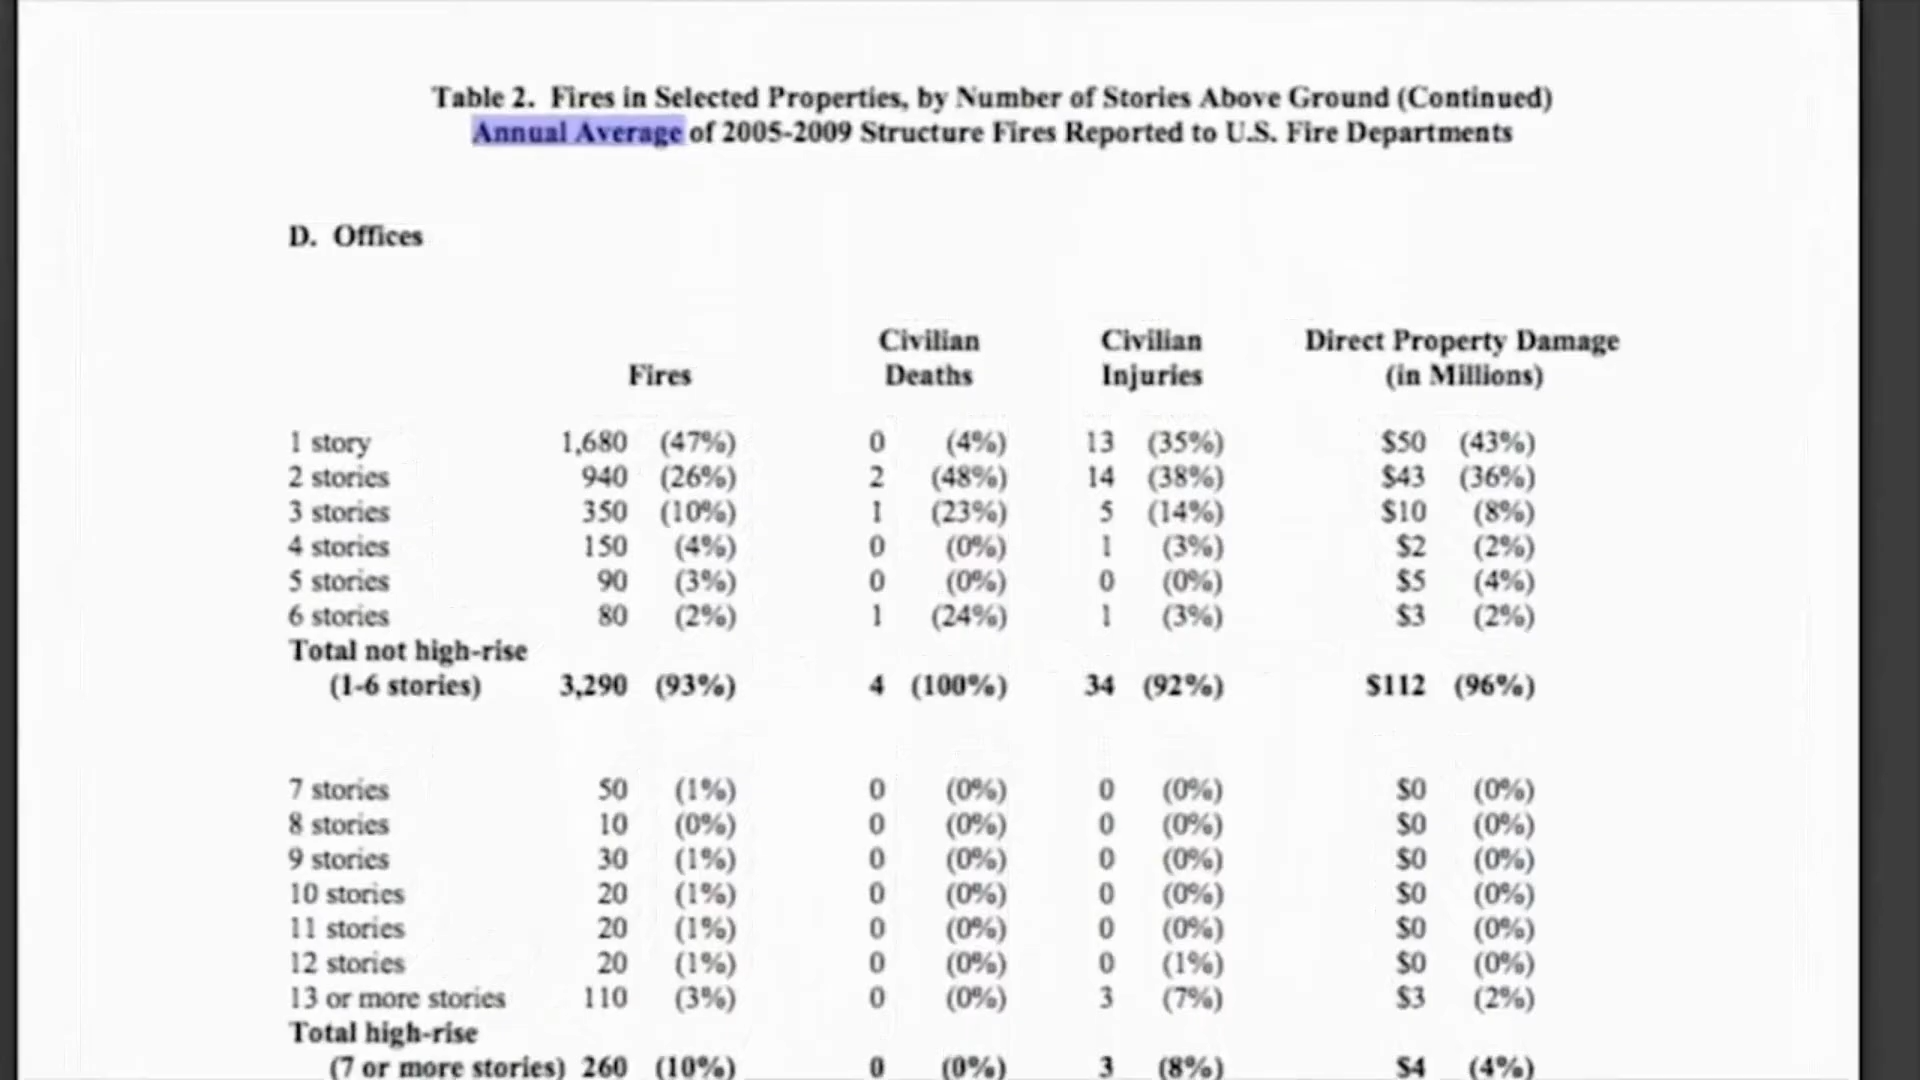 Table 2. Fires in Selected Properties, by Number of Stories Above Ground (Continued)
Annual Average of 2005-2009 Structure Fires Reported to U.S. Fire Departments
D. Offices
Fires Civilian Deaths Civilian Injuries Direct Property Damage (in Millions)
1 story 1,680 (47%) 0 (4%) 13 (35%) $50 (43%)
2 stories 940 (26%) 2 (48%) 14 (38%) $43 (36%)
3 stories 350 (10%) 1 (23%) 5 (14%) $10 (8%)
4 stories 150 (4%) 0 (0%) 1 (3%) $2 (2%)
5 stories 90 (3%) 0 (0%) 0 (0%) $5 (4%)
6 stories 80 (2%) 1 (24%) 1 (3%) $3 (2%)
Total not high-rise
(1-6 stories) 3,290 (93%) 4 (100%) 34 (92%) $112 (96%)
7 stories 50 (1%) 0 (0%) 0 (0%) $0 (0%)
8 stories 10 (0%) 0 (0%) 0 (0%) $0 (0%)
9 stories 30 (1%) 0 (0%) 0 (0%) $0 (0%)
10 stories 20 (1%) 0 (0%) 0 (0%) $0 (0%)
11 stories 20 (1%) 0 (0%) 0 (0%) $0 (0%)
12 stories 20 (1%) 0 (0%) 0 (1%) $0 (0%)
13 or more stories 110 (3%) 0 (0%) 3 (7%) $3 (2%)
Total high-rise
(7 or more stories) 260 (10%) 0 (0%) 3 (8%) $4 (4%)